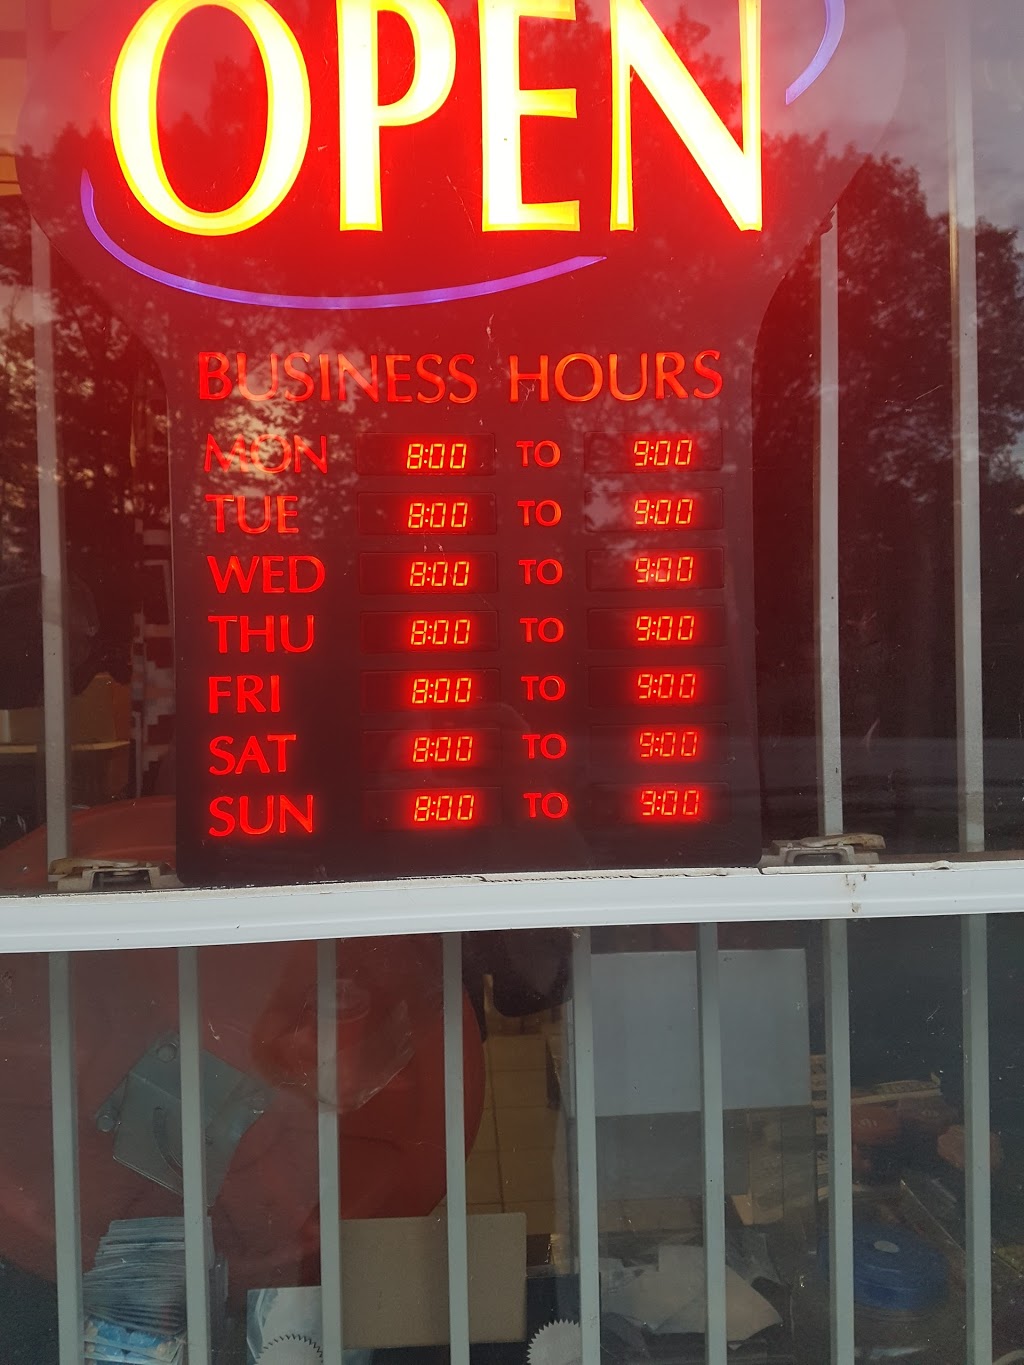 OPEN
BUSINESS HOURS
MON 8:00 TO 9:00
TUE 8:00 TO 9:00
WED 8:00 TO 9:00
THU 8:00 TO 9:00
FRI 8:00 TO 9:00
SAT 8:00 TO 9:00
SUN 8:00 TO 9:00